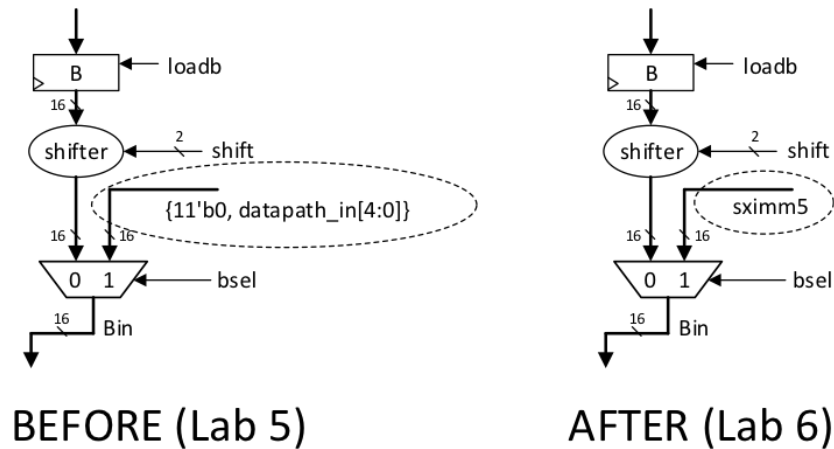 B
loadb
16
shifter
2
shift
{11'b0, datapath_in[4:0]}
16
16
0 1
bsel
16
Bin
BEFORE (Lab 5)
B
loadb
16
shifter
2
shift
sximm5
16
16
0 1
bsel
16
Bin
AFTER (Lab 6)